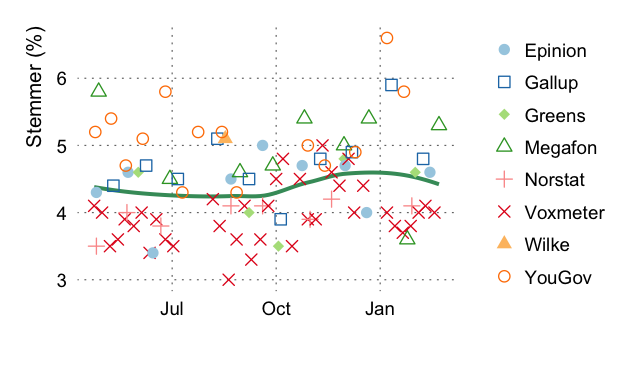 Stemmer (%)
6
5
4
3
Jul Oct Jan
Epinion
Gallup
Greens
Megafon
Norstat
Voxmeter
Wilke
YouGov